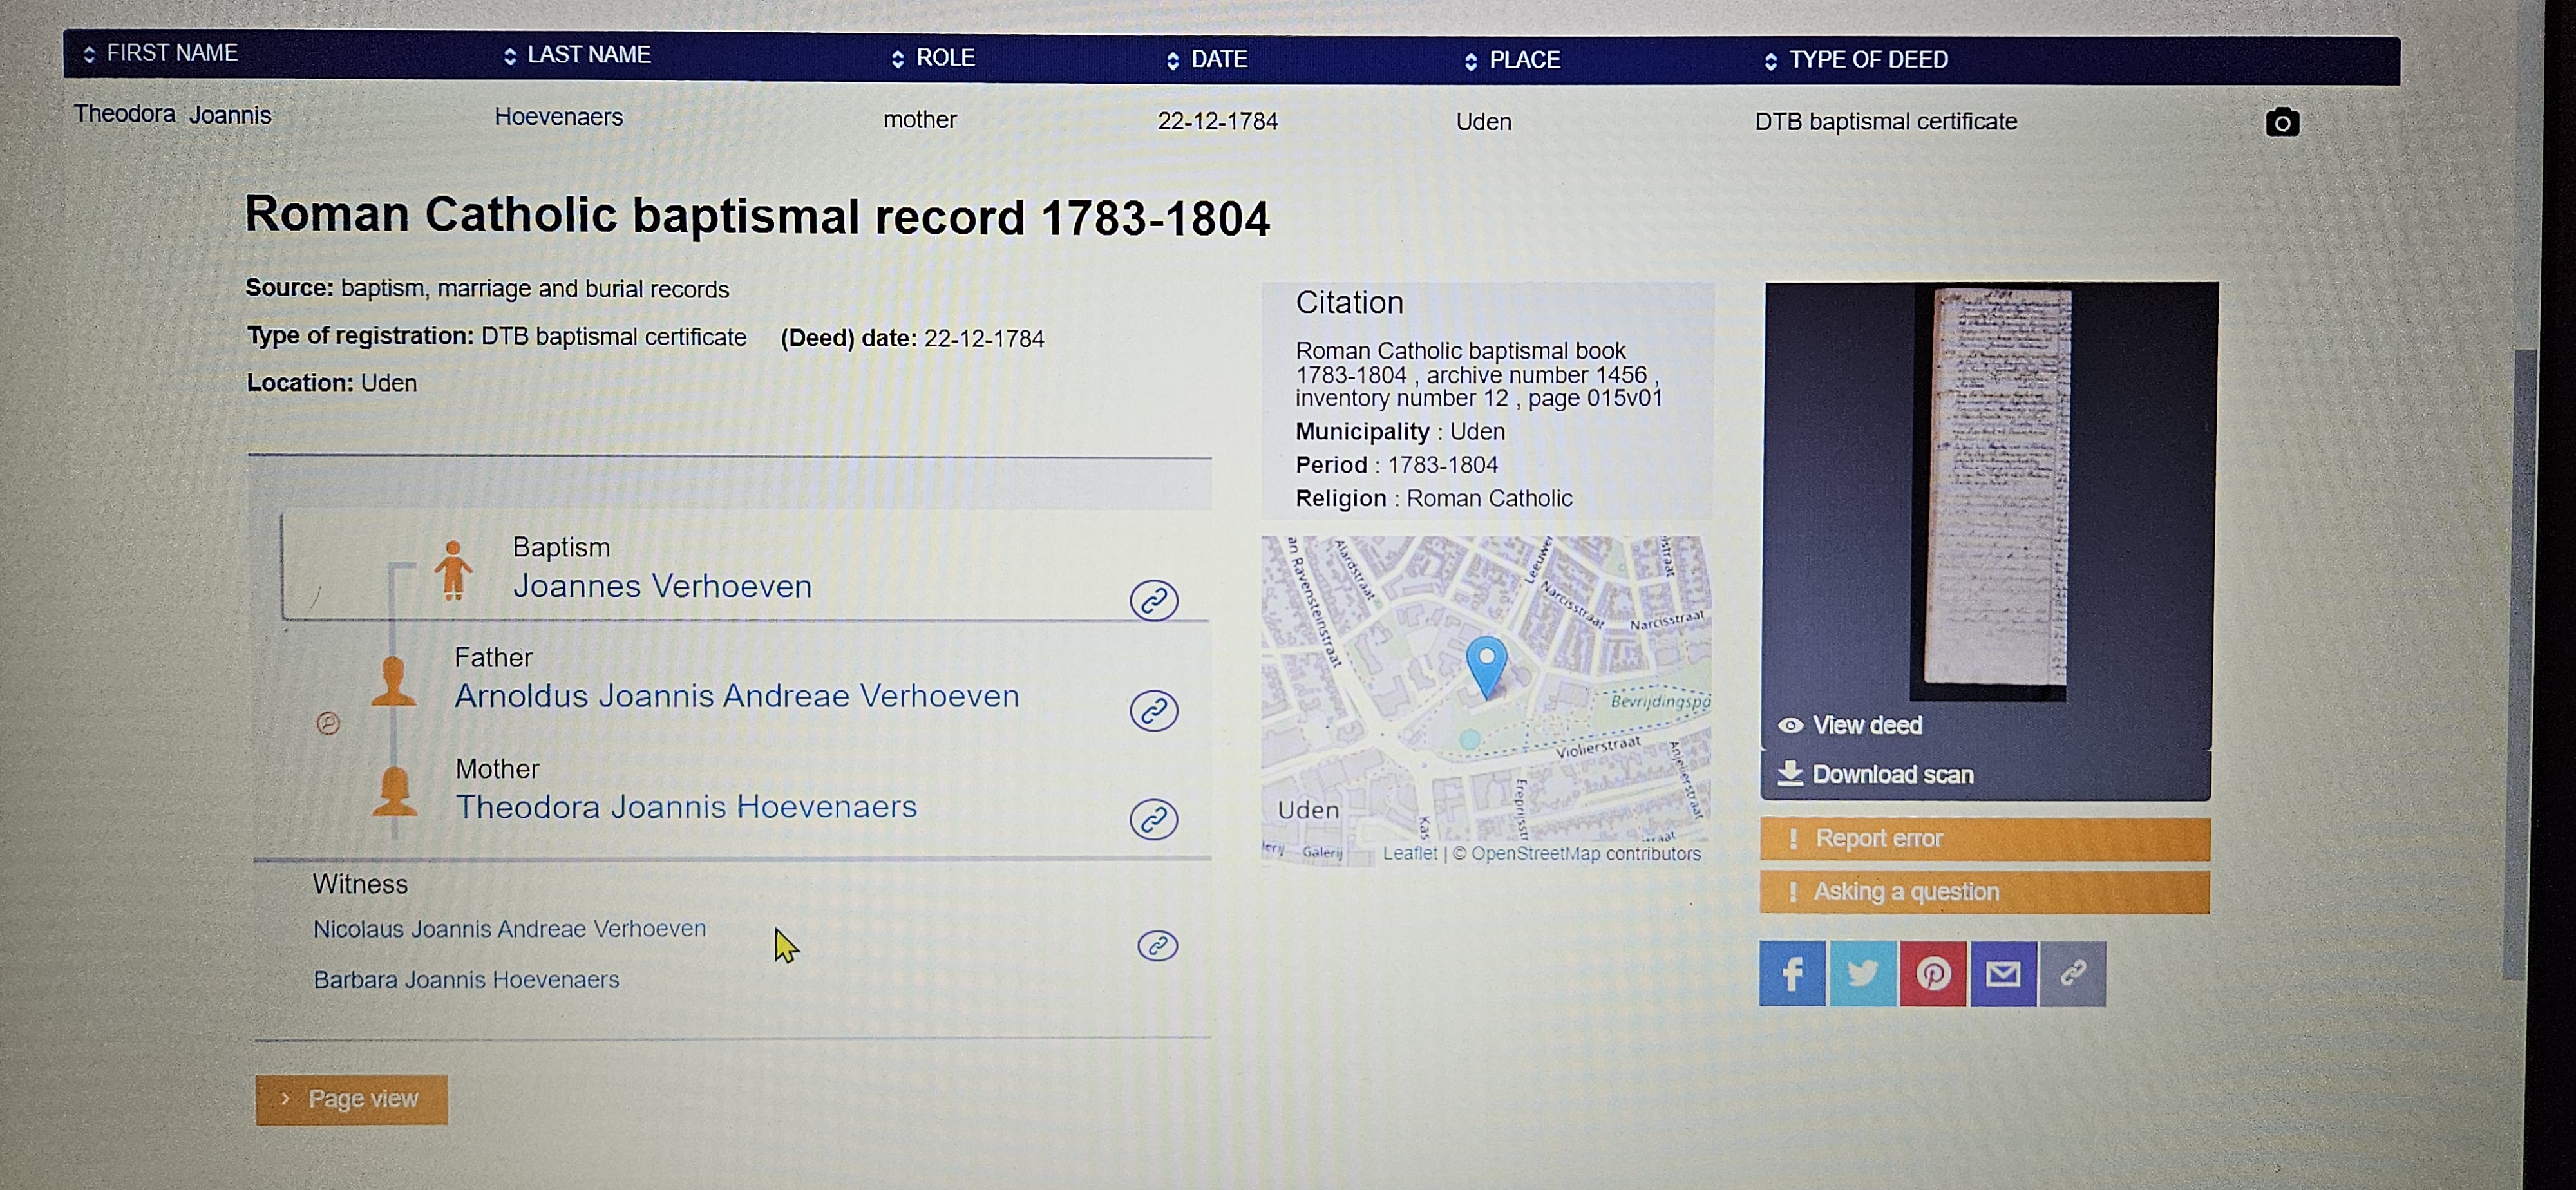 FIRST NAME LAST NAME ROLE DATE PLACE TYPE OF DEED
Theodora Joannis Hoevenaers mother 22-12-1784 Uden DTB baptismal certificate
Roman Catholic baptismal record 1783-1804
Source: baptism, marriage and burial records
Type of registration: DTB baptismal certificate (Deed) date: 22-12-1784
Location: Uden
Baptism
Joannes Verhoeven
Father
Arnoldus Joannis Andreae Verhoeven
Mother
Theodora Joannis Hoevenaers
Witness
Nicolaus Joannis Andreae Verhoeven
Barbara Joannis Hoevenaers
> Page view
Citation
Roman Catholic baptismal book
1783-1804 , archive number 1456 ,
inventory number 12 , page 015v01
Municipality : Uden
Period : 1783-1804
Religion : Roman Catholic
an Ravensteinstraat
Alardstraat
Leeuwer
Narcisstraat
Narcisstraat
Bevrijdingspa
Violierstraat
Anjelierstraat
Uden
Kas
Galerij
Leaflet | © OpenStreetMap contributors
View deed
Download scan
! Report error
! Asking a question